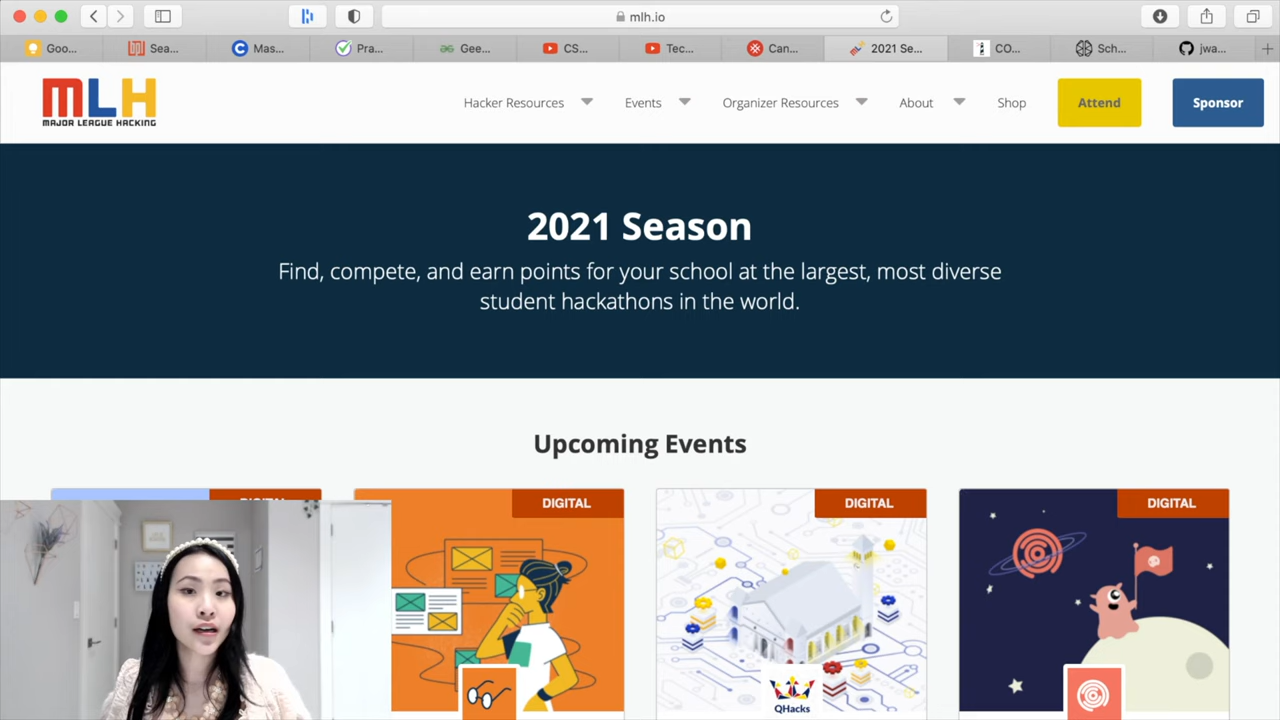 mlh.io
Goo...
Sea...
Mas...
Pra...
Gee...
CS...
Tec...
Can...
2021 Se...
CO...
Sch...
jwa...
MLH
MAJOR LEAGUE HACKING
Hacker Resources
Events
Organizer Resources
About
Shop
Attend
Sponsor
2021 Season
Find, compete, and earn points for your school at the largest, most diverse
student hackathons in the world.
Upcoming Events
DIGITAL
DIGITAL
DIGITAL
DIGITAL
QHacks